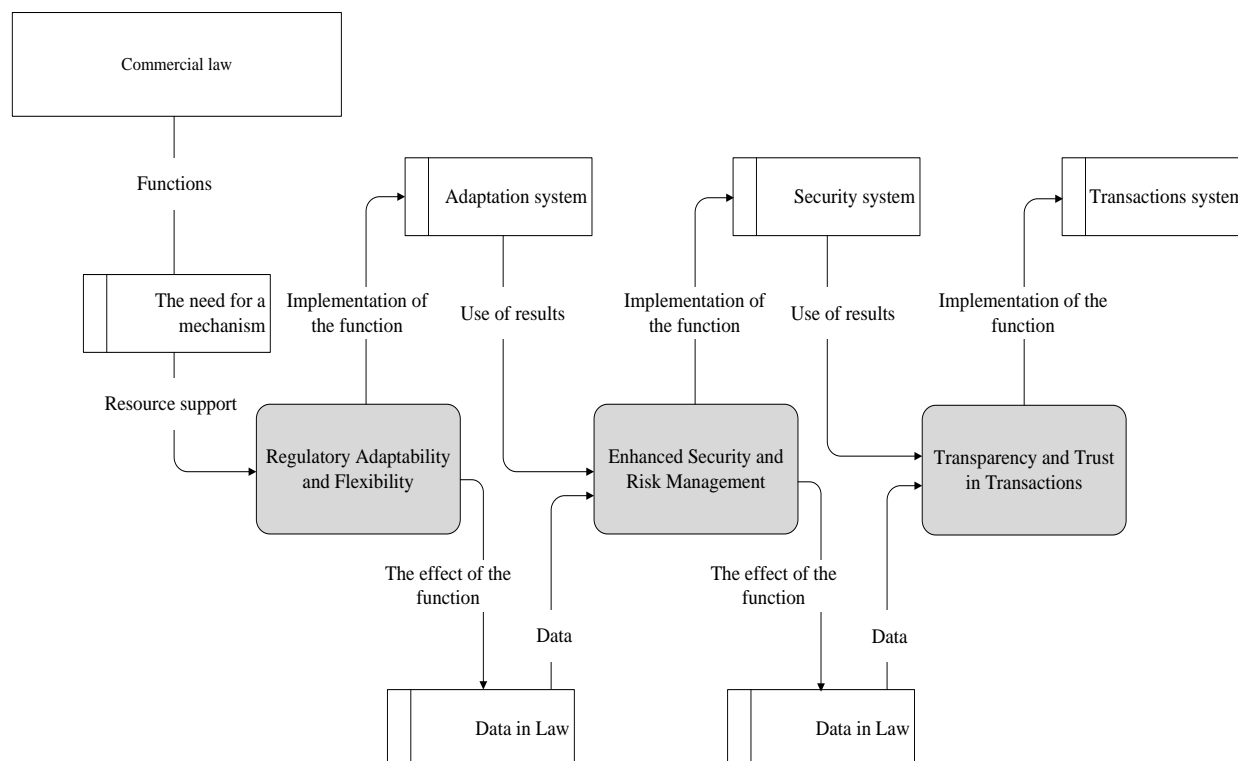 Commercial law
Functions
Adaptation system
Security system
Transactions system
The need for a
mechanism
Implementation of
the function
Use of results
Implementation of
the function
Use of results
Implementation of the
function
Resource support
Regulatory Adaptability
and Flexibility
Enhanced Security and
Risk Management
Transparency and Trust
in Transactions
The effect of the
function
Data
The effect of the
function
Data
Data in Law
Data in Law